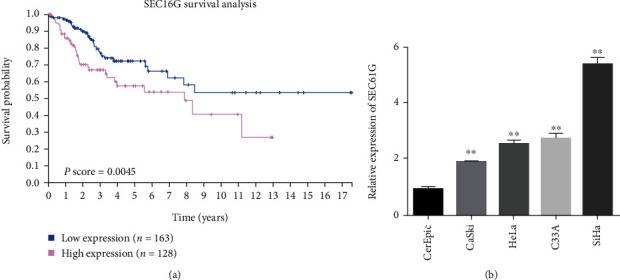 SEC16G survival analysis
Survival probability
1.0
0.9
0.8
0.7
0.6
0.5
0.4
0.3
0.2
0.1
0.0
P score = 0.0045
0 1 2 3 4 5 6 7 8 9 10 11 12 13 14 15 16 17
Time (years)
Low expression (n = 163)
High expression (n = 128)
(a)
Relative expression of SEC61G
6
4
2
0
**
**
**
**
CerEpic
CaSki
HeLa
C33A
SiHa
(b)